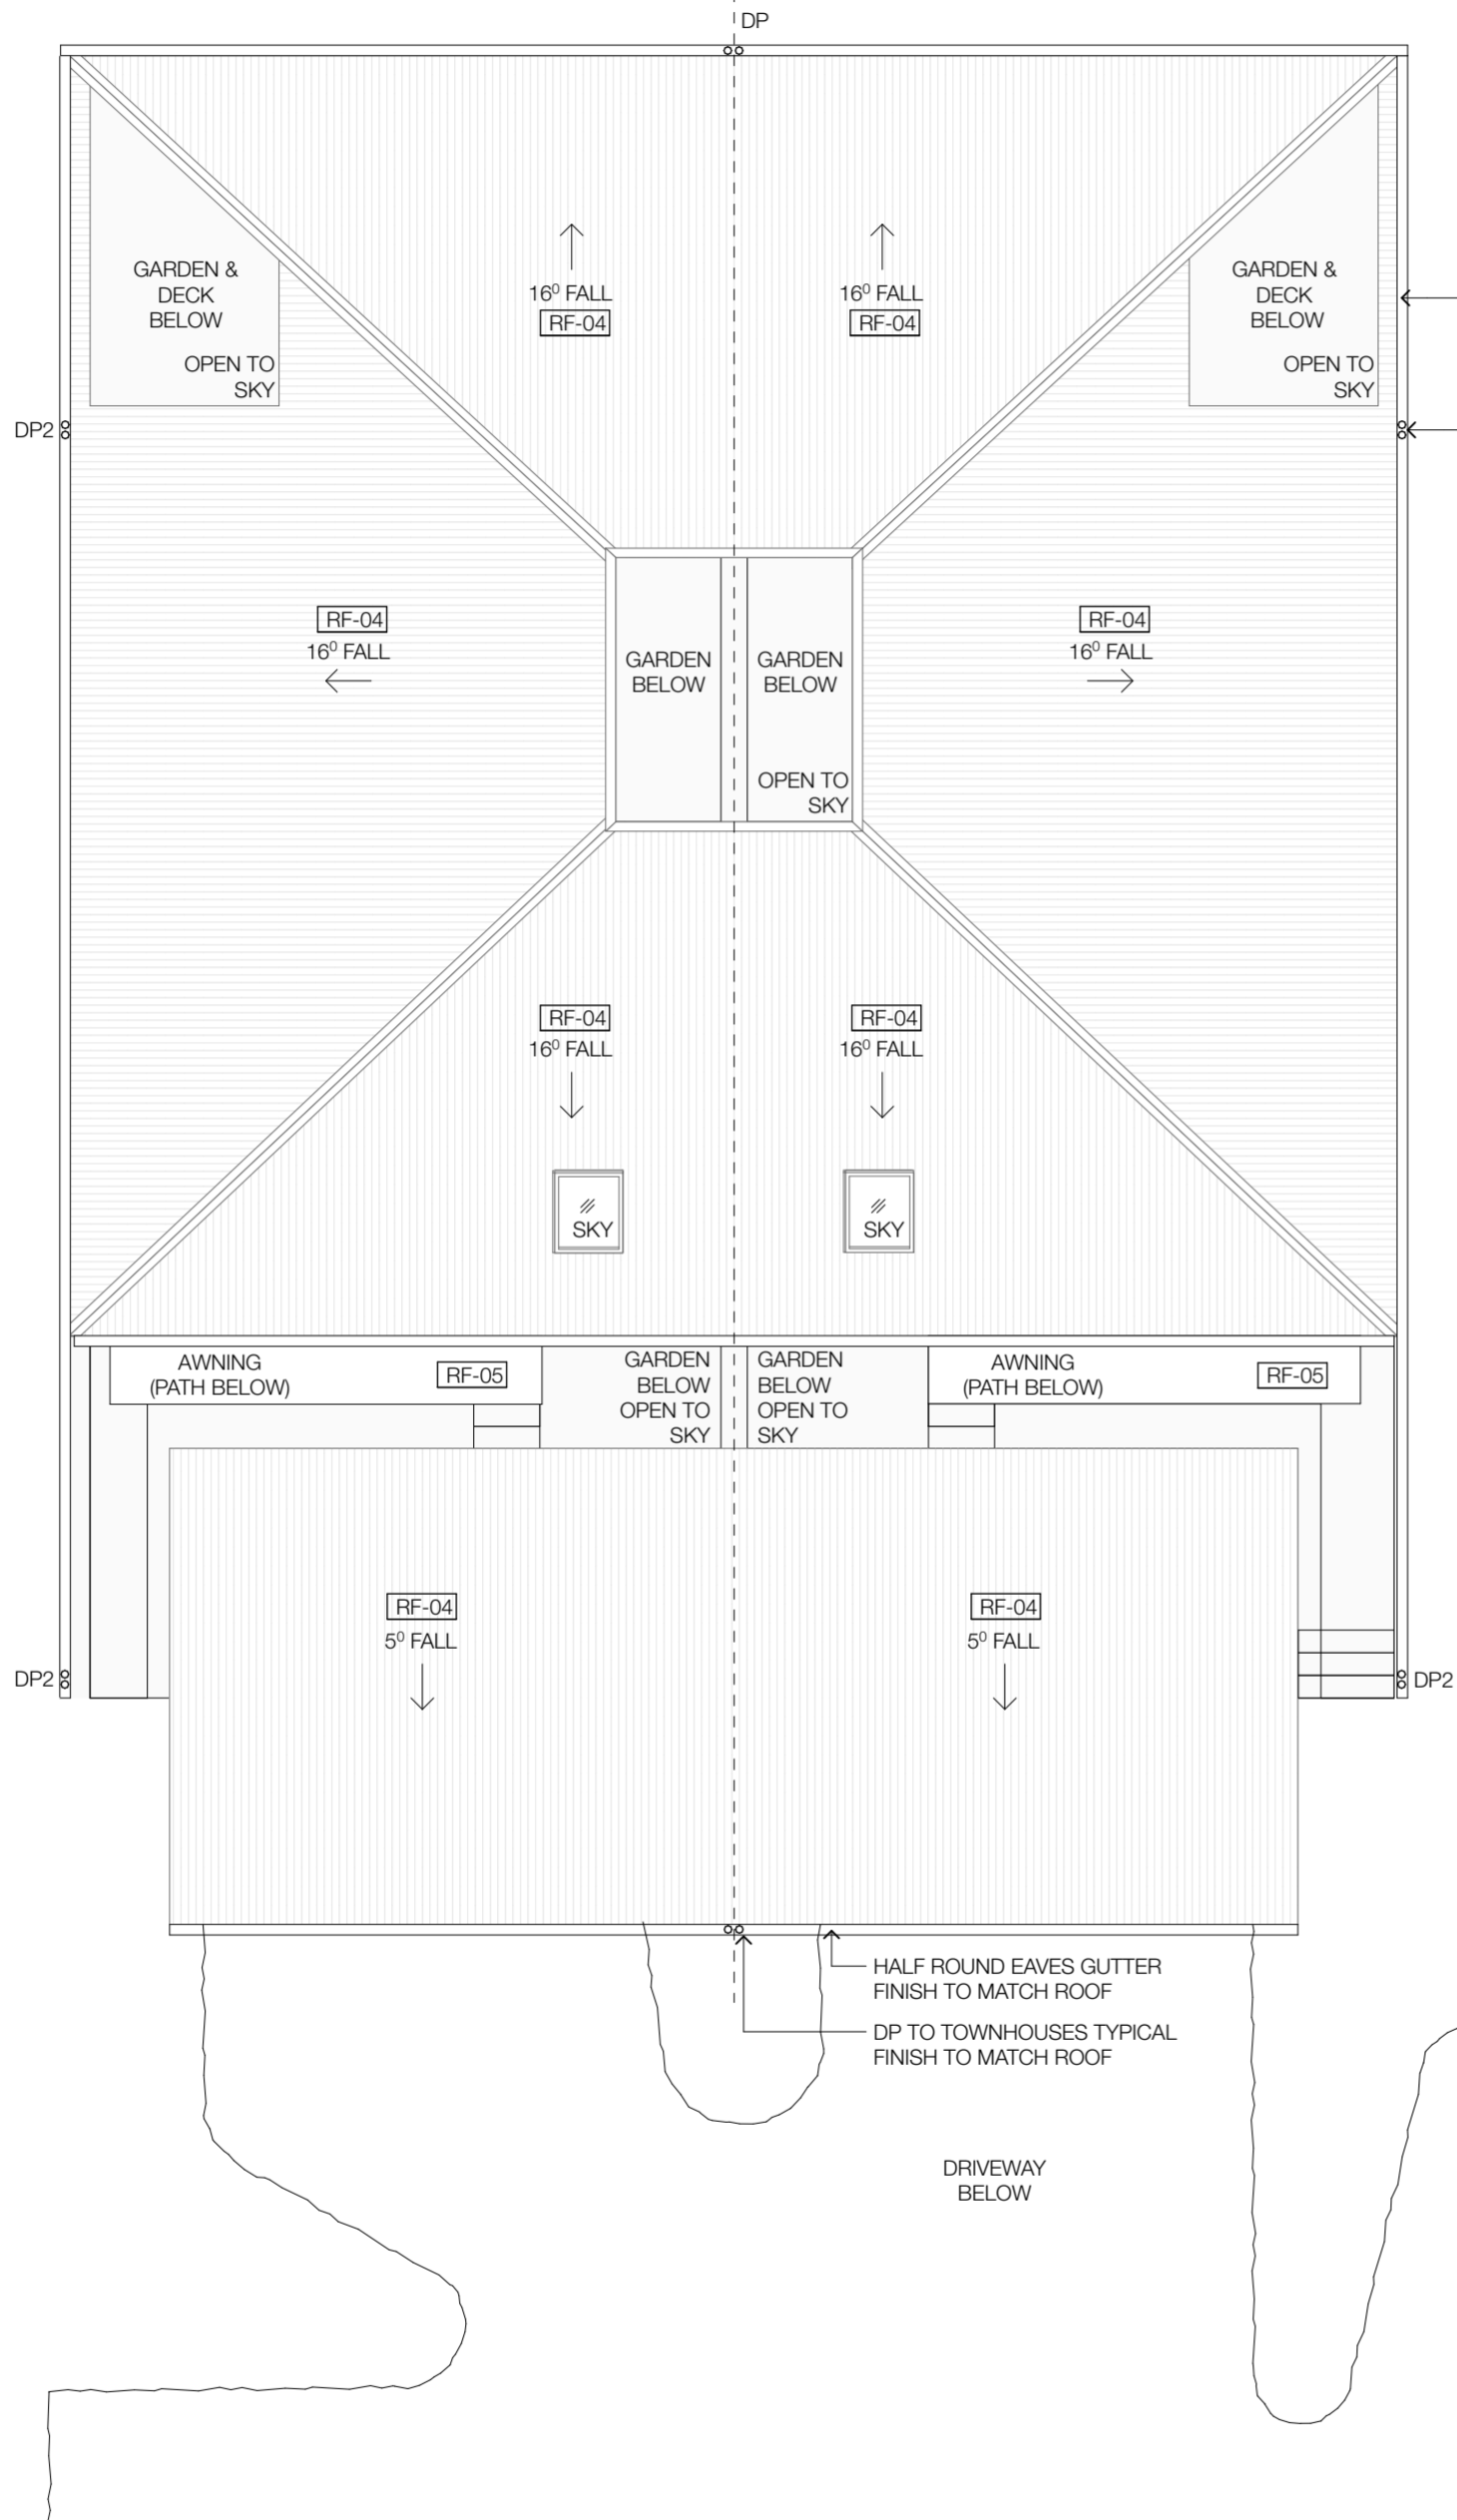 DP
GARDEN &
DECK
BELOW
OPEN TO
SKY
16⁰ FALL
RF-04
16⁰ FALL
RF-04
GARDEN &
DECK
BELOW
OPEN TO
SKY
DP2
RF-04
16⁰ FALL
GARDEN
BELOW
GARDEN
BELOW
OPEN TO
SKY
RF-04
16⁰ FALL
RF-04
16⁰ FALL
RF-04
16⁰ FALL
SKY
SKY
AWNING
(PATH BELOW)
RF-05
GARDEN
BELOW
OPEN TO
SKY
GARDEN
BELOW
OPEN TO
SKY
AWNING
(PATH BELOW)
RF-05
RF-04
5⁰ FALL
RF-04
5⁰ FALL
DP2
DP2
HALF ROUND EAVES GUTTER
FINISH TO MATCH ROOF
DP TO TOWNHOUSES TYPICAL
FINISH TO MATCH ROOF
DRIVEWAY
BELOW